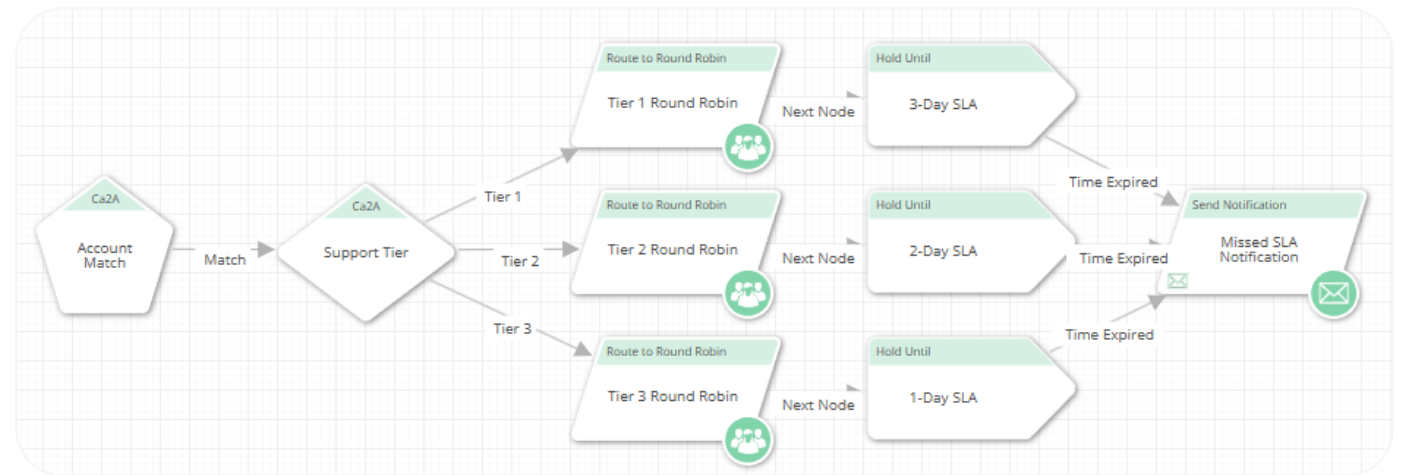 Ca2A
Account
Match
Match
Ca2A
Support Tier
Tier 1
Tier 2
Tier 3
Route to Round Robin
Tier 1 Round Robin
Next Node
Hold Until
3-Day SLA
Time Expired
Route to Round Robin
Tier 2 Round Robin
Next Node
Hold Until
2-Day SLA
Time Expired
Route to Round Robin
Tier 3 Round Robin
Next Node
Hold Until
1-Day SLA
Time Expired
Send Notification
Missed SLA
Notification